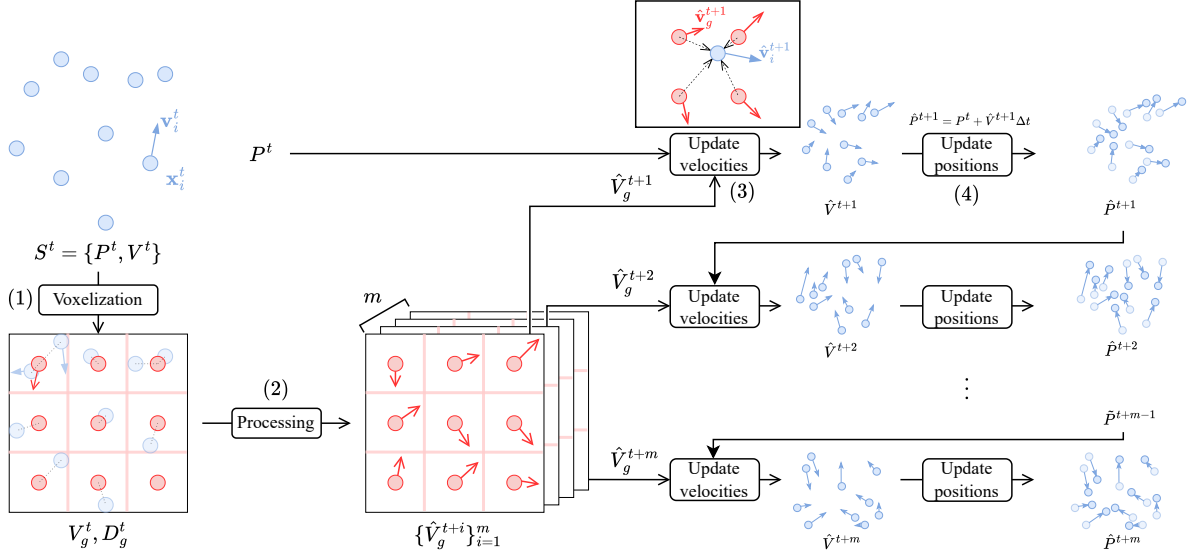 v̂_g^{t+1}
v̂_i^{t+1}
v_i^t
x_i^t
P^t
Update
velocities
(3)
P̂^{t+1} = P^t + V̂^{t+1}Δt
Update
positions
(4)
V̂_g^{t+1}
V̂^{t+1}
P̂^{t+1}
S^t = {P^t, V^t}
(1)
Voxelization
m
V̂_g^{t+2}
Update
velocities
V̂^{t+2}
Update
positions
P̂^{t+2}
(2)
Processing
⋮
P̃^{t+m−1}
V̂_g^{t+m}
Update
velocities
V̂^{t+m}
Update
positions
P̂^{t+m}
V_g^t, D_g^t
{V̂_g^{t+i}}_{i=1}^m